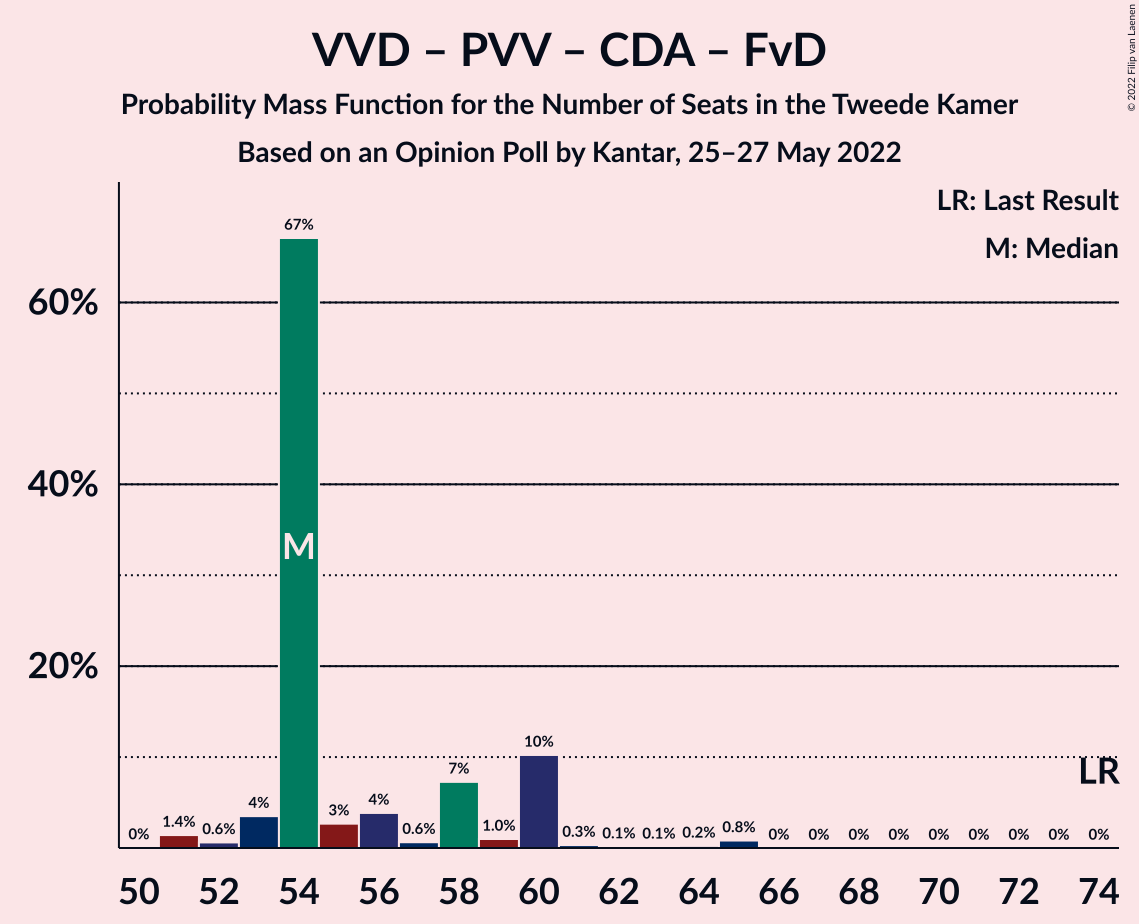 VVD – PVV – CDA – FvD
Probability Mass Function for the Number of Seats in the Tweede Kamer
Based on an Opinion Poll by Kantar, 25–27 May 2022
© 2022 Filip van Laenen
LR: Last Result
M: Median
60%
40%
20%
0% 1.4% 0.6% 4% 67% 3% 4% 0.6% 7% 1.0% 10% 0.3% 0.1% 0.1% 0.2% 0.8% 0% 0% 0% 0% 0% 0% 0% 0% 0%
M
LR
50 52 54 56 58 60 62 64 66 68 70 72 74